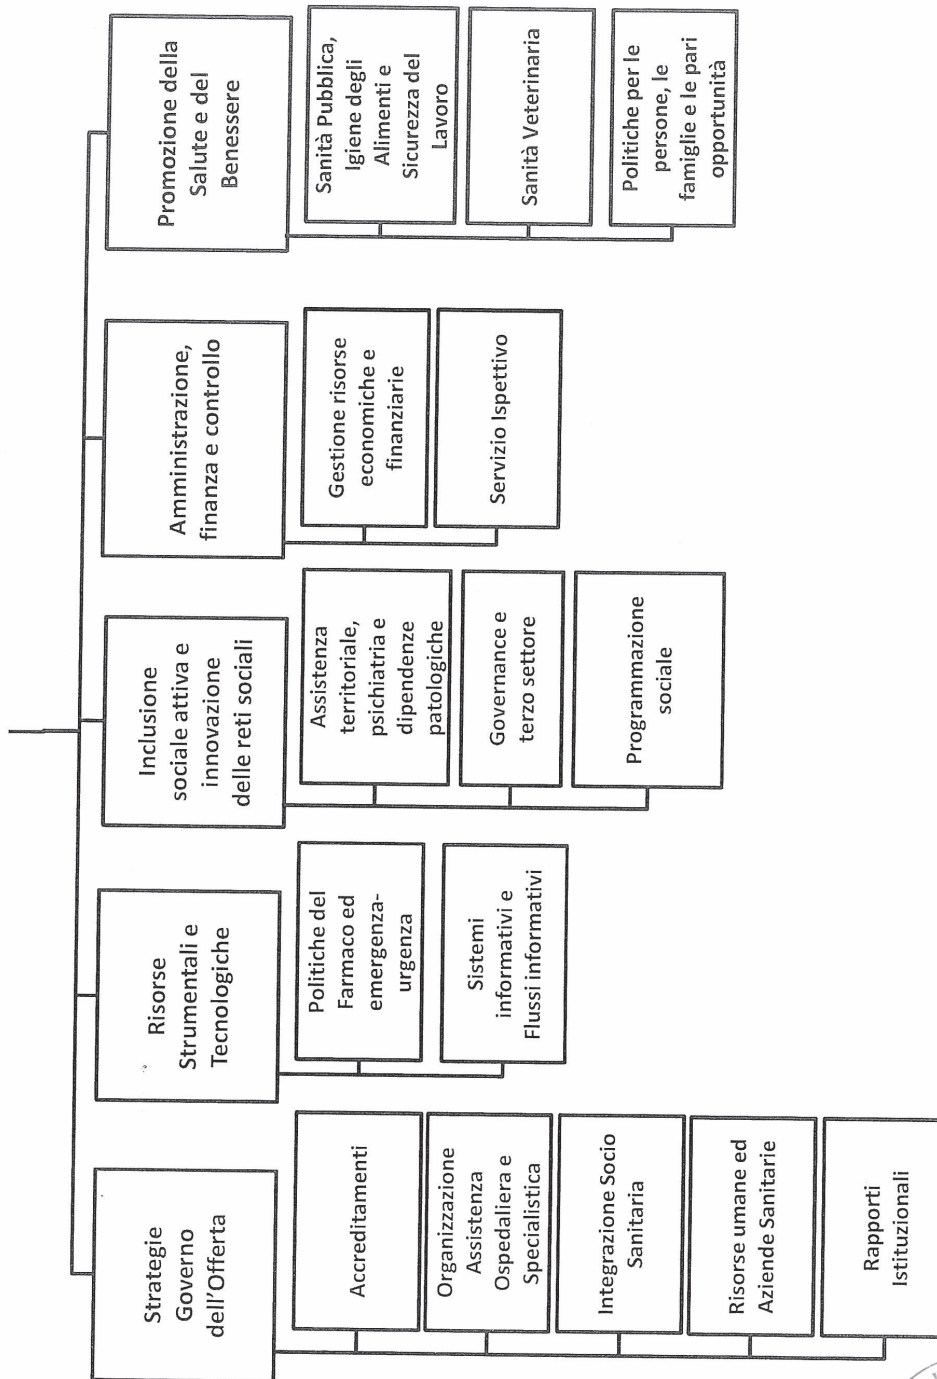 Strategie
Governo
dell'Offerta
Accreditamenti
Organizzazione
Assistenza
Ospedaliera e
Specialistica
Integrazione Socio
Sanitaria
Risorse umane ed
Aziende Sanitarie
Rapporti
Istituzionali
Risorse
Strumentali e
Tecnologiche
Politiche del
Farmaco ed
emergenza-
urgenza
Sistemi
informativi e
Flussi informativi
Inclusione
sociale attiva e
innovazione
delle reti sociali
Assistenza
territoriale,
psichiatria e
dipendenze
patologiche
Governance e
terzo settore
Programmazione
sociale
Amministrazione,
finanza e controllo
Gestione risorse
economiche e
finanziarie
Servizio Ispettivo
Promozione della
Salute e del
Benessere
Sanità Pubblica,
Igiene degli
Alimenti e
Sicurezza del
Lavoro
Sanità Veterinaria
Politiche per le
persone, le
famiglie e le pari
opportunità